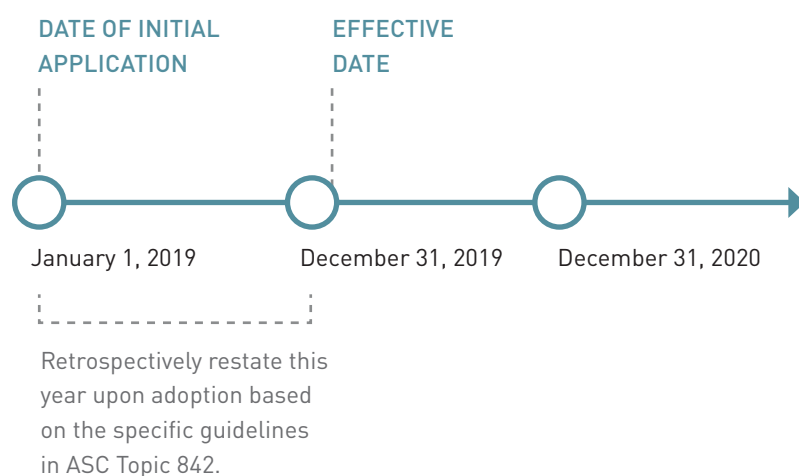 DATE OF INITIAL
APPLICATION
EFFECTIVE
DATE
January 1, 2019
December 31, 2019
December 31, 2020
Retrospectively restate this
year upon adoption based
on the specific guidelines
in ASC Topic 842.